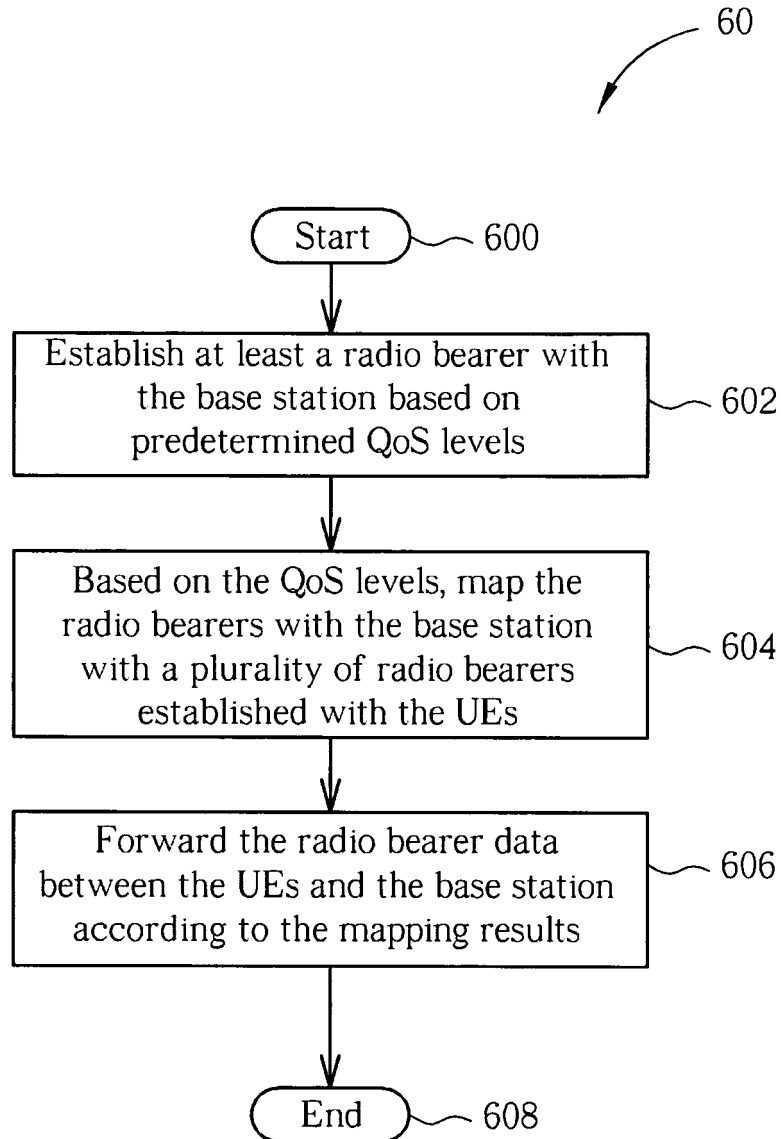 60
Start
600
Establish at least a radio bearer with
the base station based on
predetermined QoS levels
602
Based on the QoS levels, map the
radio bearers with the base station
with a plurality of radio bearers
established with the UEs
604
Forward the radio bearer data
between the UEs and the base station
according to the mapping results
606
End
608